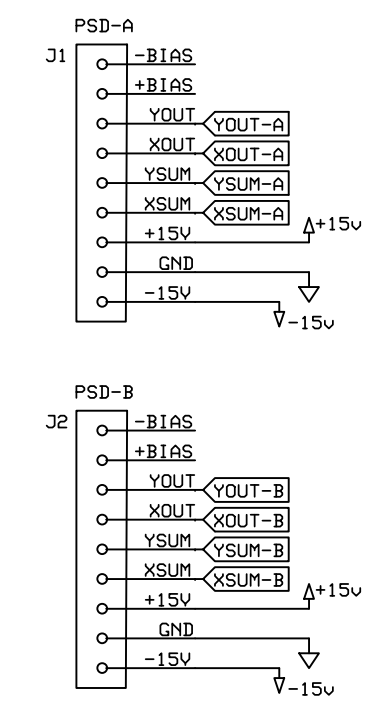 PSD-A
J1
-BIAS
+BIAS
YOUT YOUT-A
XOUT XOUT-A
YSUM YSUM-A
XSUM XSUM-A
+15V +15v
GND
-15V
-15v
PSD-B
J2
-BIAS
+BIAS
YOUT YOUT-B
XOUT XOUT-B
YSUM YSUM-B
XSUM XSUM-B
+15V +15v
GND
-15V
-15v